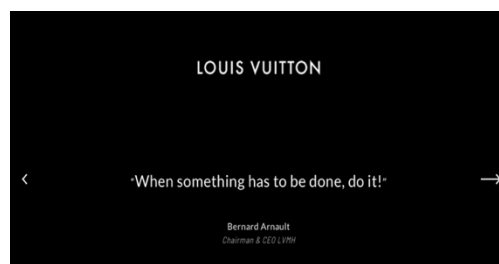 LOUIS VUITTON
“When something has to be done, do it!”
Bernard Arnault
Chairman & CEO LVMH